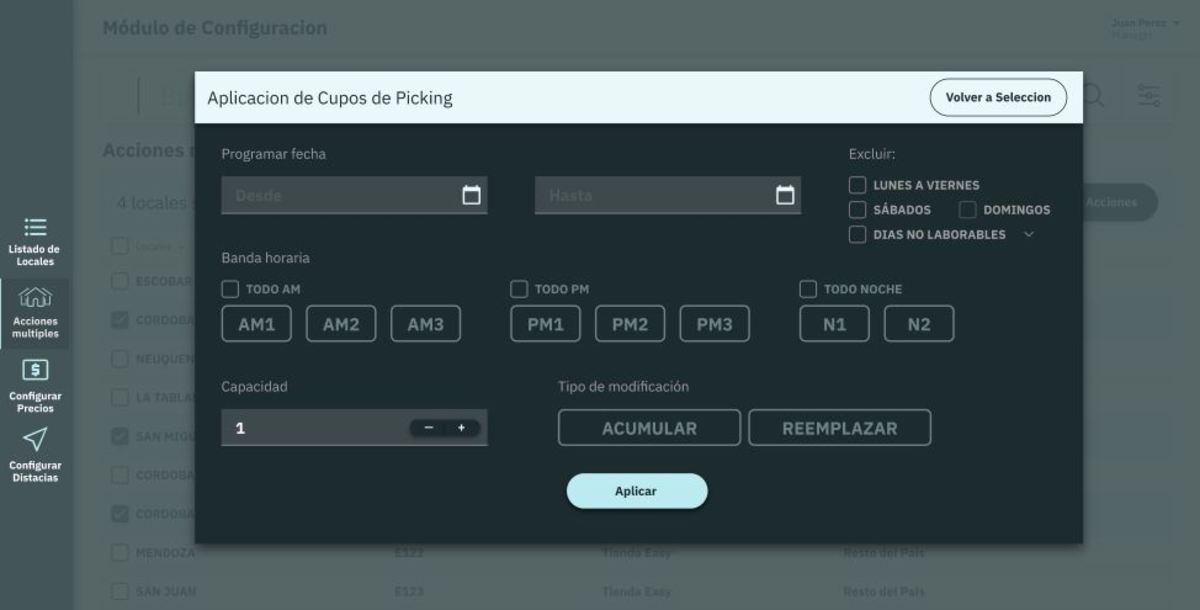 Módulo de Configuracion
Juan Perez
Manager
Aplicacion de Cupos de Picking
Volver a Seleccion
Programar fecha
Excluir:
Desde
Hasta
LUNES A VIERNES
SÁBADOS
DOMINGOS
DIAS NO LABORABLES
Acciones
4 locales
Acciones
Banda horaria
TODO AM
TODO PM
TODO NOCHE
AM1
AM2
AM3
PM1
PM2
PM3
N1
N2
Capacidad
Tipo de modificación
1
− +
ACUMULAR
REEMPLAZAR
Aplicar
Listado de
Locales
Acciones
multiples
Configurar
Precios
Configurar
Distacias
Locales
ESCOBAR
CORDOBA
NEUQUEN
LA TABLA
SAN MIGU
CORDOBA
CORDOBA
MENDOZA E122 Tienda Easy Resto del Pais
SAN JUAN E123 Tienda Easy Resto del Pais